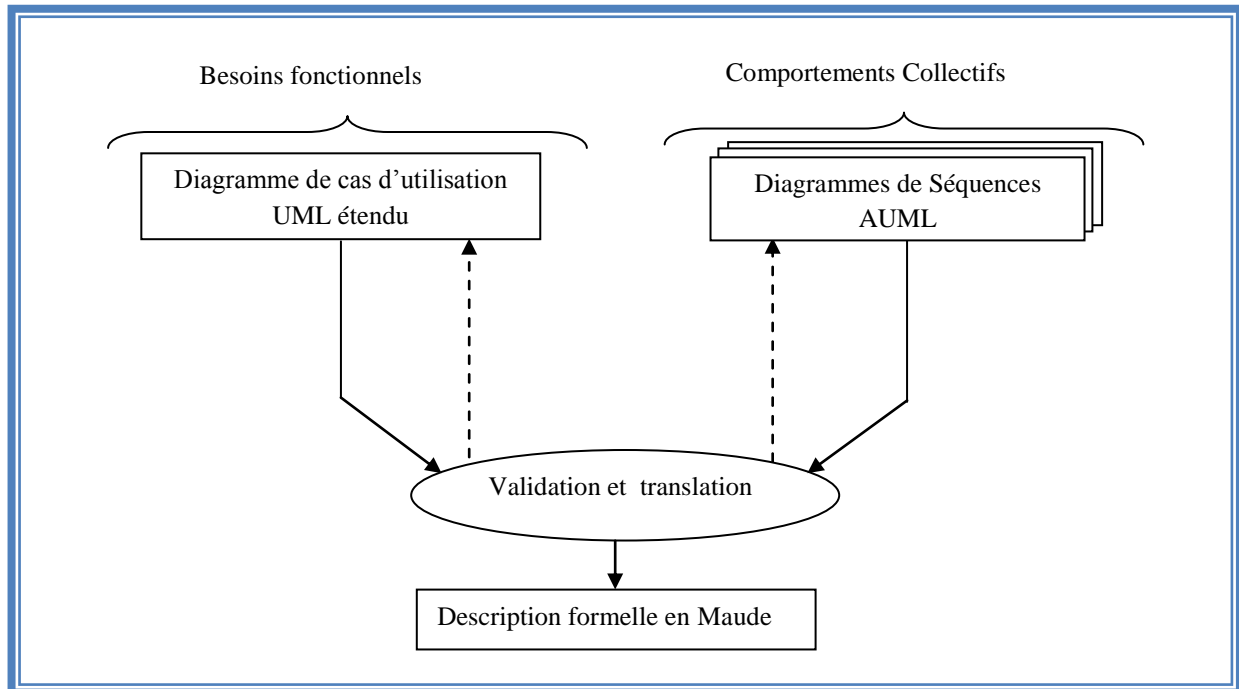 Besoins fonctionnels
Comportements Collectifs
Diagramme de cas d’utilisation
UML étendu
Diagrammes de Séquences
AUML
Validation et translation
Description formelle en Maude